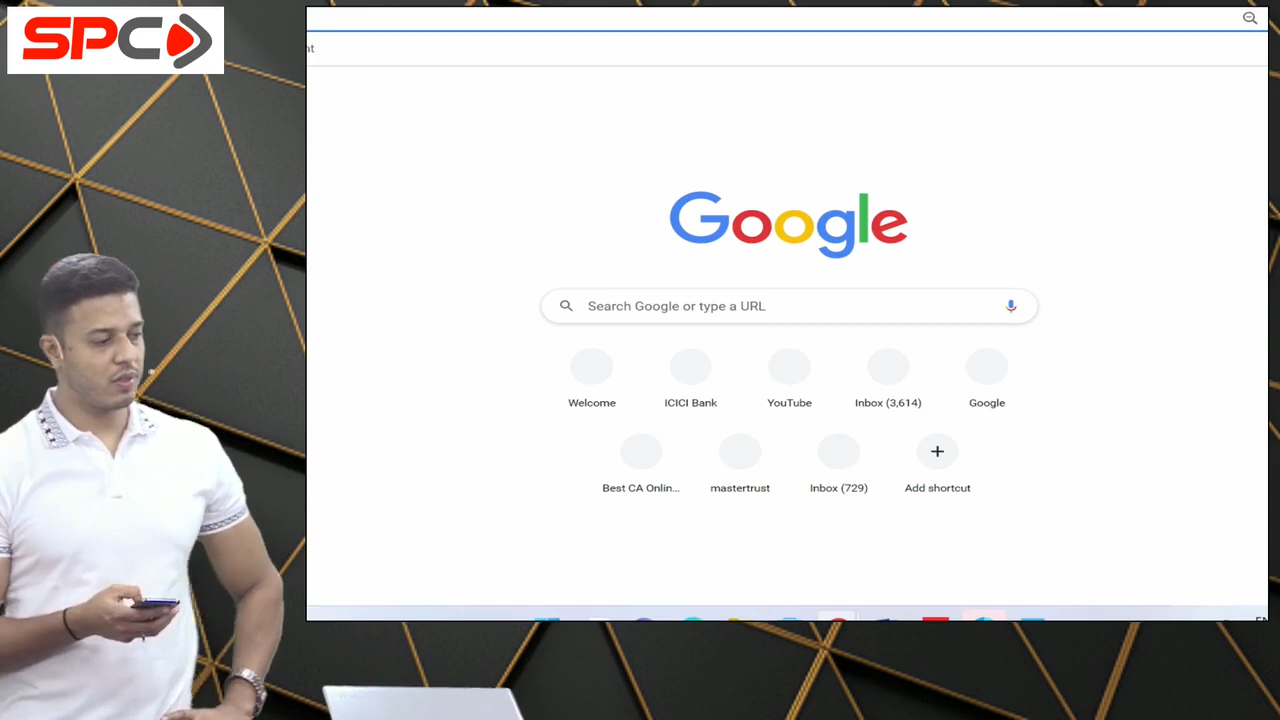 SPC
nt
Google
Search Google or type a URL
Welcome
ICICI Bank
YouTube
Inbox (3,614)
Google
Best CA Onlin...
mastertrust
Inbox (729)
Add shortcut